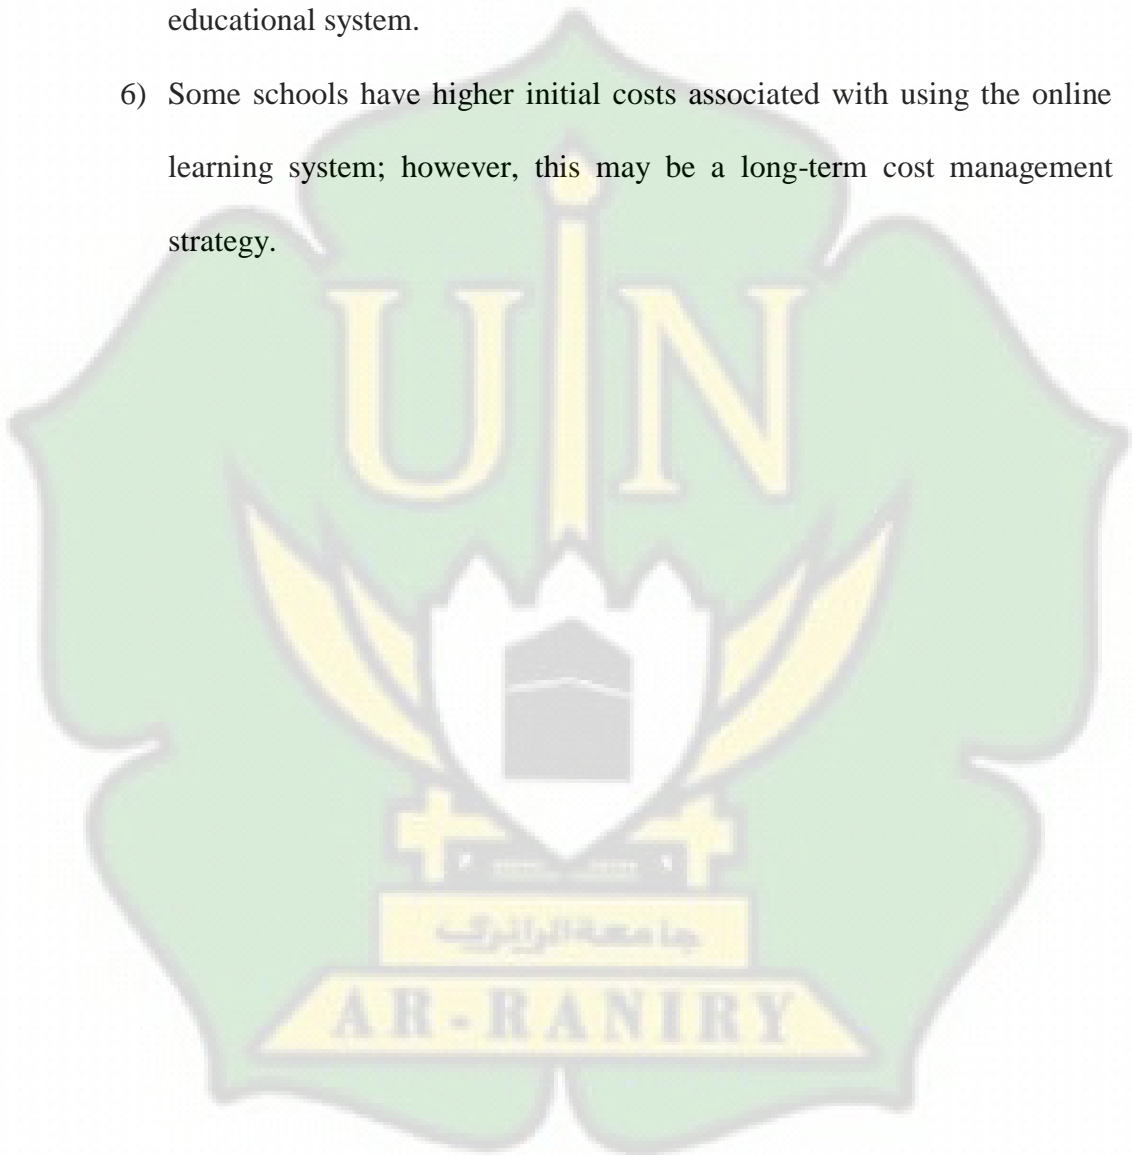 educational system.
6) Some schools have higher initial costs associated with using the online
learning system; however, this may be a long-term cost management
strategy.
UIN
جامعة الرانري
AR-RANIRY